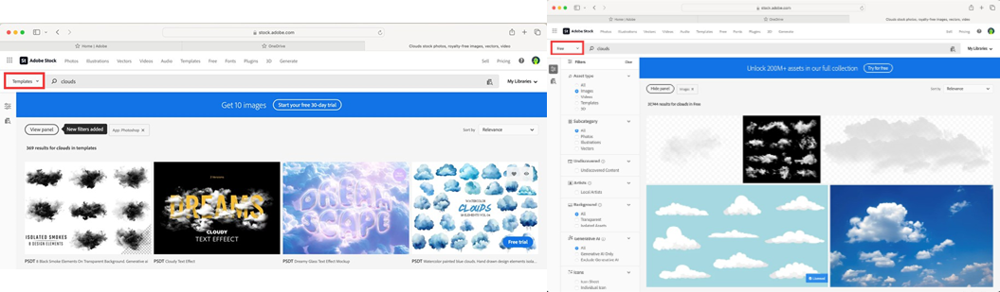 stock.adobe.com
Home | Adobe
OneDrive
Clouds stock photos, royalty-free images, vectors, video
St Adobe Stock
Photos Illustrations Vectors Videos Audio Templates Free Fonts Plugins 3D Generate
Sell Pricing
Templates
clouds
My Libraries
Get 10 images
Start your free 30-day trial
View panel
New filters added
App: Photoshop
Sort by
Relevance
369 results for clouds in templates
ISOLATED SMOKES
8 DESIGN ELEMENTS
DREAMS
CLOUDY
TEXT EFFEECT
DREAM
SCAPE
WATERCOLOR
CLOUDS
Free trial
PSDT 8 Black Smoke Elements On Transparent Background. Generative ai
PSDT Cloudy Text Effect
PSDT Dreamy Glass Text Effect Mockup
PSDT Watercolor painted blue clouds. Hand drawn design elements isola...
stock.adobe.com
Home | Adobe
OneDrive
Clouds stock photos, royalty-free images, vectors, video
St Adobe Stock
Photos Illustrations Vectors Videos Audio Templates Free Fonts Plugins 3D Generate
Sell Pricing
Free
clouds
My Libraries
Filters
Clear
Unlock 200M+ assets in our full collection
Try for free
Asset type
All
Images
Videos
Templates
3D
Hide panel
Images
Sort by
Relevance
results for clouds in free
Subcategory
All
Photos
Illustrations
Vectors
Undiscovered
Undiscovered Content
Artists
Local Artists
Background
All
Transparent
Isolated Assets
Generative AI
All
Generative AI Only
Exclude Generative AI
Icons
Icon Sheet
Individual Icon